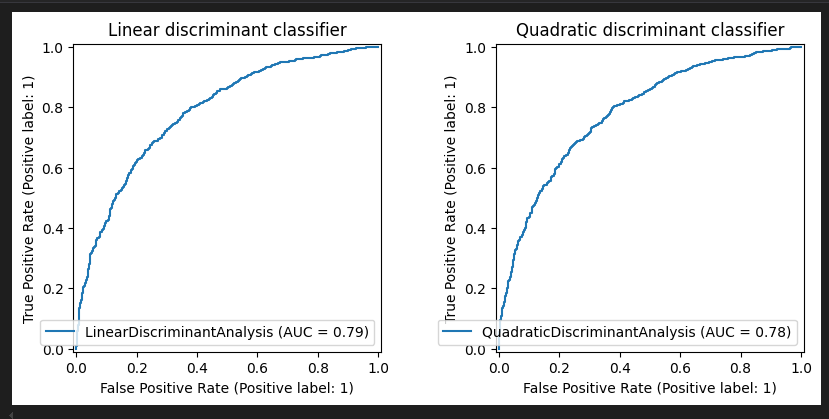 Linear discriminant classifier
True Positive Rate (Positive label: 1)
1.0
0.8
0.6
0.4
0.2
0.0
LinearDiscriminantAnalysis (AUC = 0.79)
0.0 0.2 0.4 0.6 0.8 1.0
False Positive Rate (Positive label: 1)
Quadratic discriminant classifier
True Positive Rate (Positive label: 1)
1.0
0.8
0.6
0.4
0.2
0.0
QuadraticDiscriminantAnalysis (AUC = 0.78)
0.0 0.2 0.4 0.6 0.8 1.0
False Positive Rate (Positive label: 1)